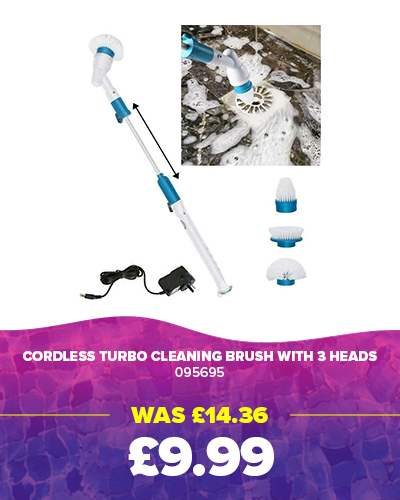 CORDLESS TURBO CLEANING BRUSH WITH 3 HEADS
095695
WAS £14.36
£9.99